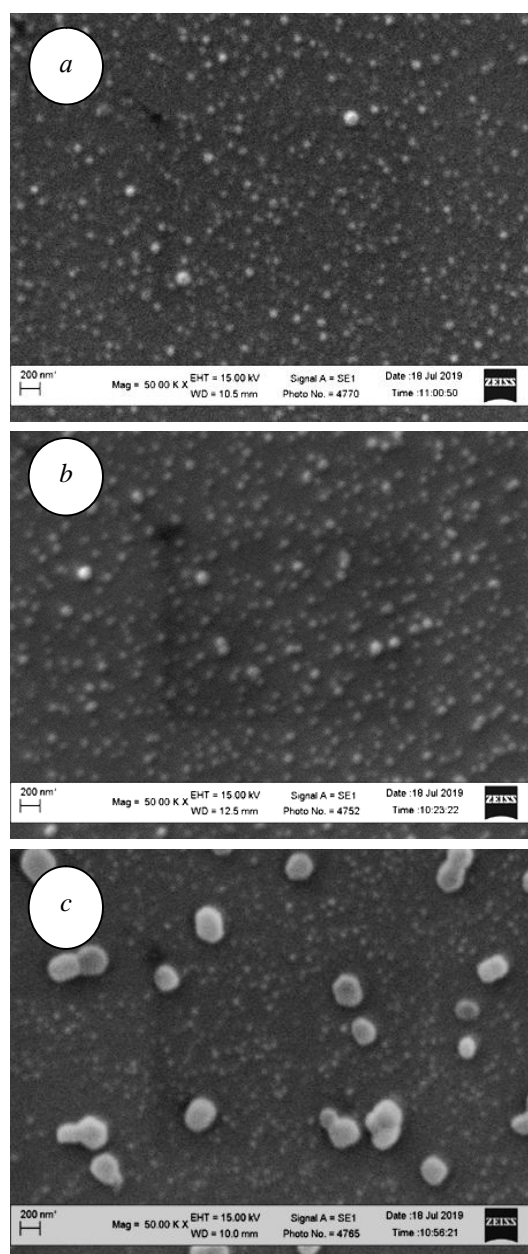 a
200 nm
Mag = 50.00 K X
EHT = 15.00 kV
WD = 10.5 mm
Signal A = SE1
Photo No. = 4770
Date :18 Jul 2019
Time :11:00:50
ZEISS
b
200 nm
Mag = 50.00 K X
EHT = 15.00 kV
WD = 12.5 mm
Signal A = SE1
Photo No. = 4752
Date :18 Jul 2019
Time :10:23:22
ZEISS
c
200 nm
Mag = 50.00 K X
EHT = 15.00 kV
WD = 10.0 mm
Signal A = SE1
Photo No. = 4765
Date :18 Jul 2019
Time :10:56:21
ZEISS